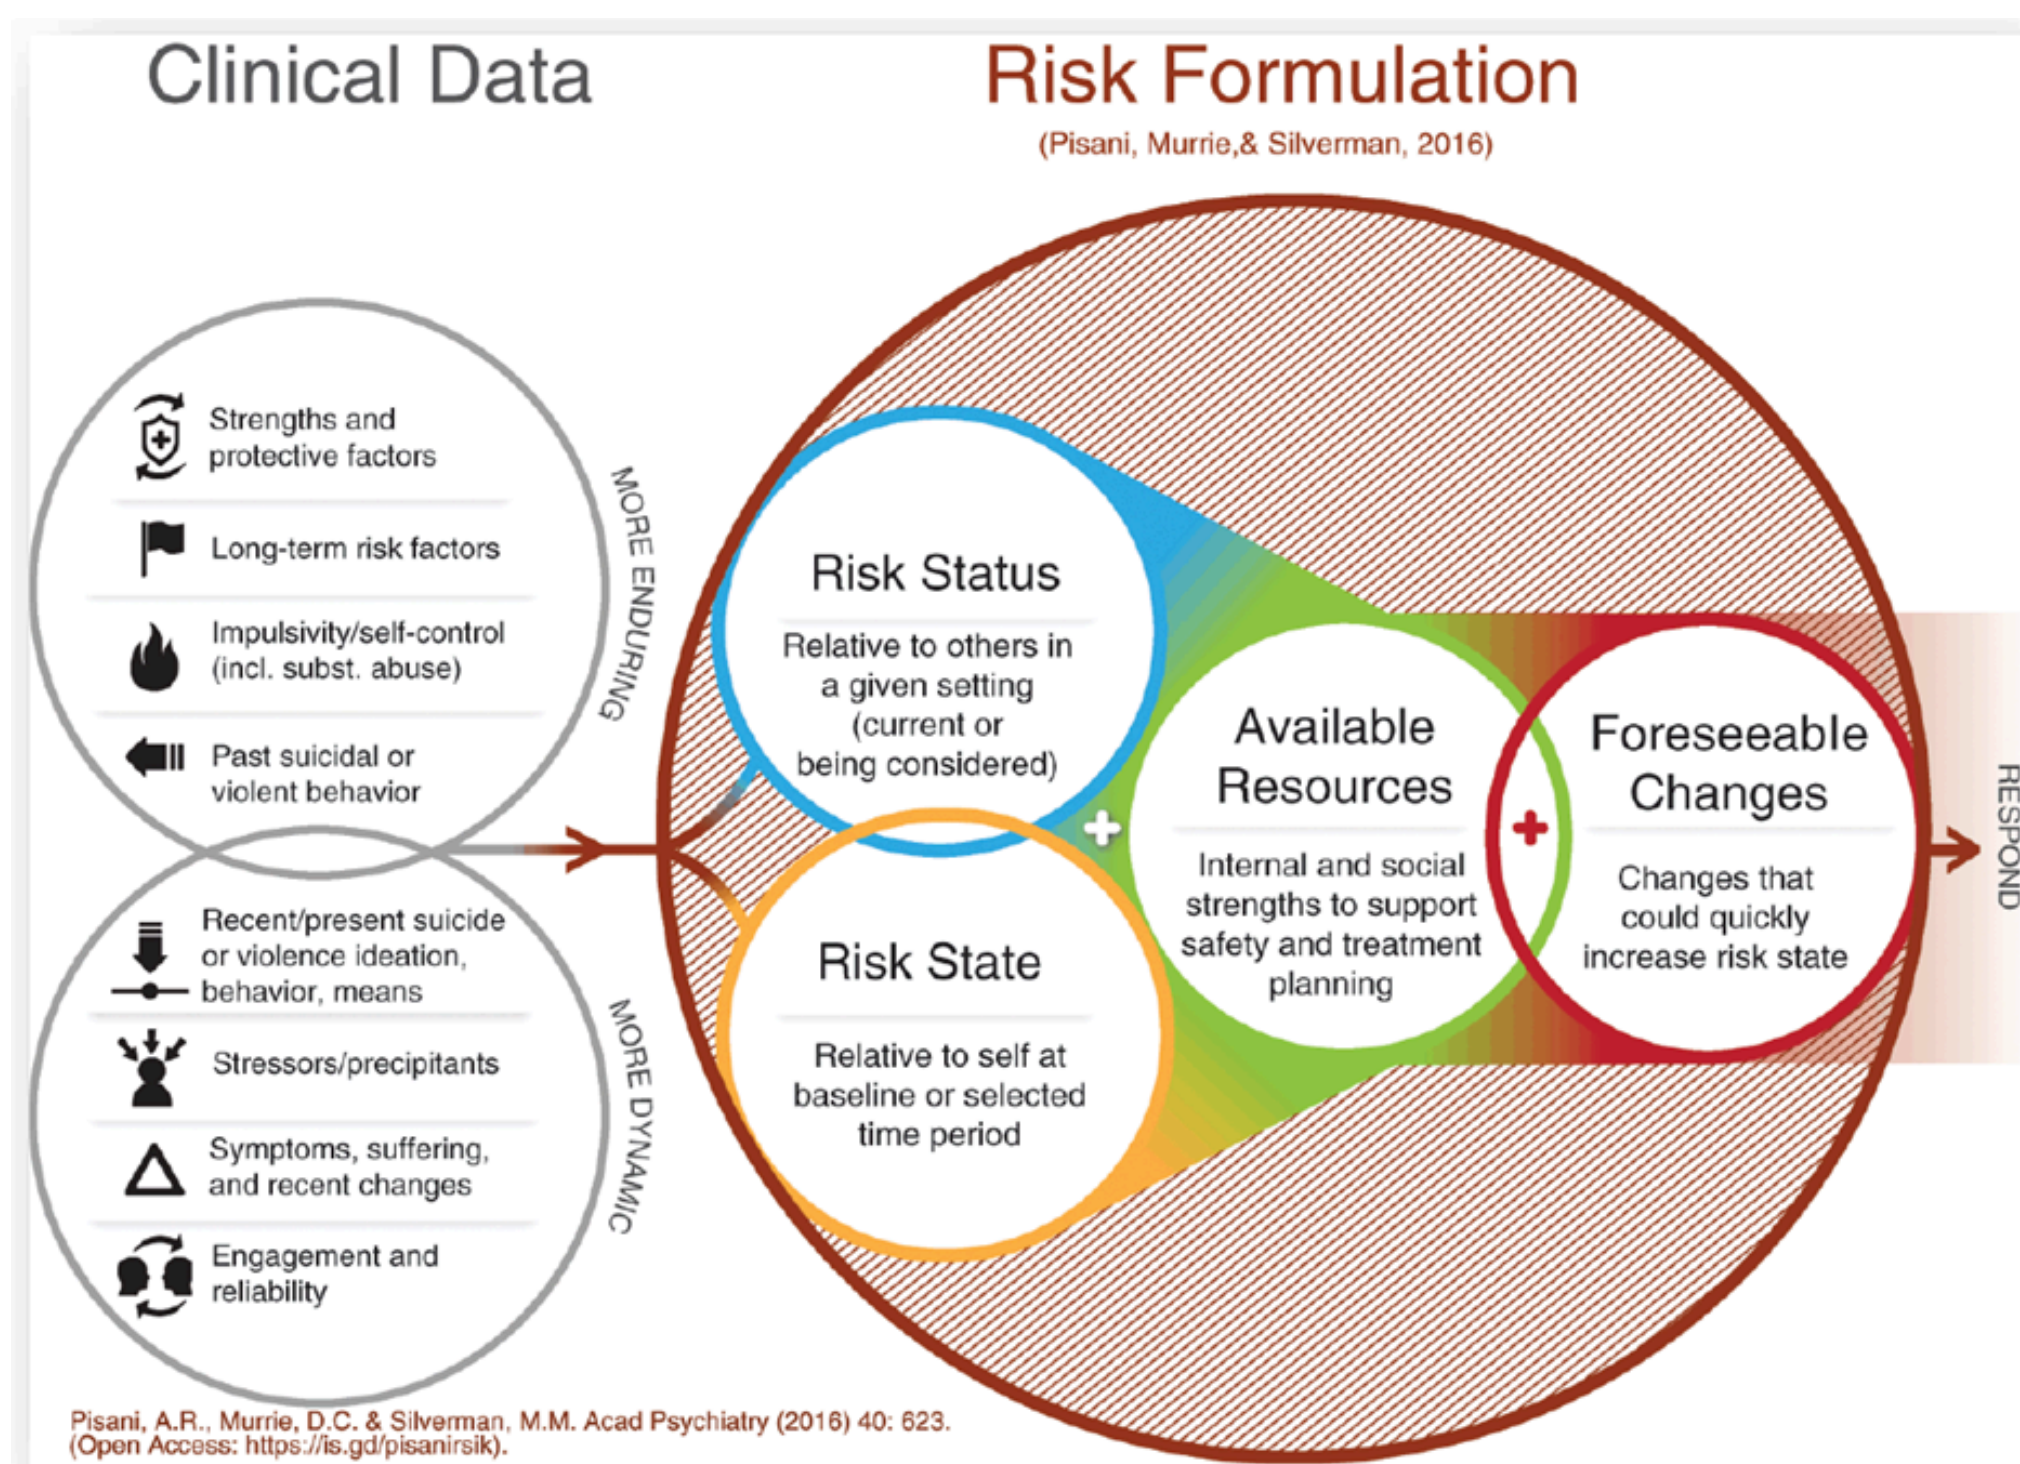 Clinical Data
Risk Formulation
(Pisani, Murrie,& Silverman, 2016)
Strengths and
protective factors
Long-term risk factors
Impulsivity/self-control
(incl. subst. abuse)
Past suicidal or
violent behavior
MORE ENDURING
Recent/present suicide
or violence ideation,
behavior, means
Stressors/precipitants
Symptoms, suffering,
and recent changes
Engagement and
reliability
MORE DYNAMIC
Risk Status
Relative to others in
a given setting
(current or
being considered)
Risk State
Relative to self at
baseline or selected
time period
Available
Resources
Internal and social
strengths to support
safety and treatment
planning
Foreseeable
Changes
Changes that
could quickly
increase risk state
RESPOND
Pisani, A.R., Murrie, D.C. & Silverman, M.M. Acad Psychiatry (2016) 40: 623.
(Open Access: https://is.gd/pisanirsik).